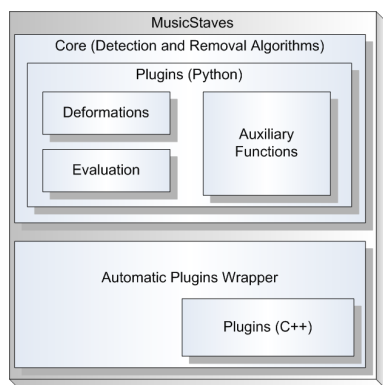 MusicStaves
Core (Detection and Removal Algorithms)
Plugins (Python)
Deformations
Auxiliary
Functions
Evaluation
Automatic Plugins Wrapper
Plugins (C++)